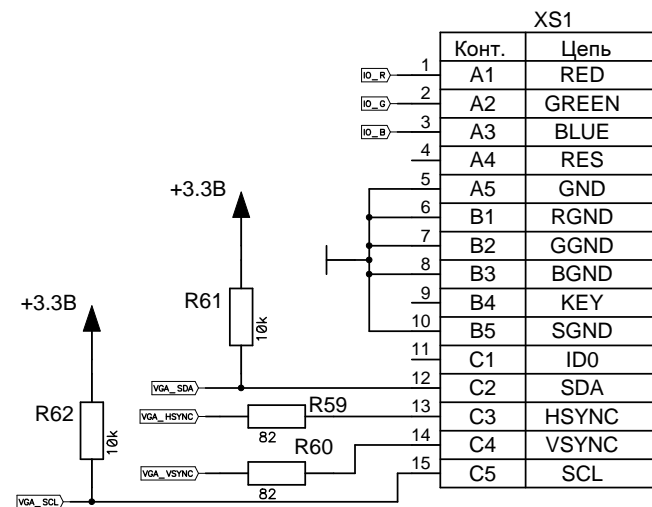 XS1
Конт. Цепь
IO_R 1 A1 RED
IO_G 2 A2 GREEN
IO_B 3 A3 BLUE
4 A4 RES
5 A5 GND
+3.3В
6 B1 RGND
7 B2 GGND
8 B3 BGND
R61 10k
9 B4 KEY
+3.3В
10 B5 SGND
11 C1 ID0
VGA_SDA 12 C2 SDA
R59
VGA_HSYNC 82 13 C3 HSYNC
R62 10k
R60
VGA_VSYNC 82 14 C4 VSYNC
VGA_SCL 15 C5 SCL